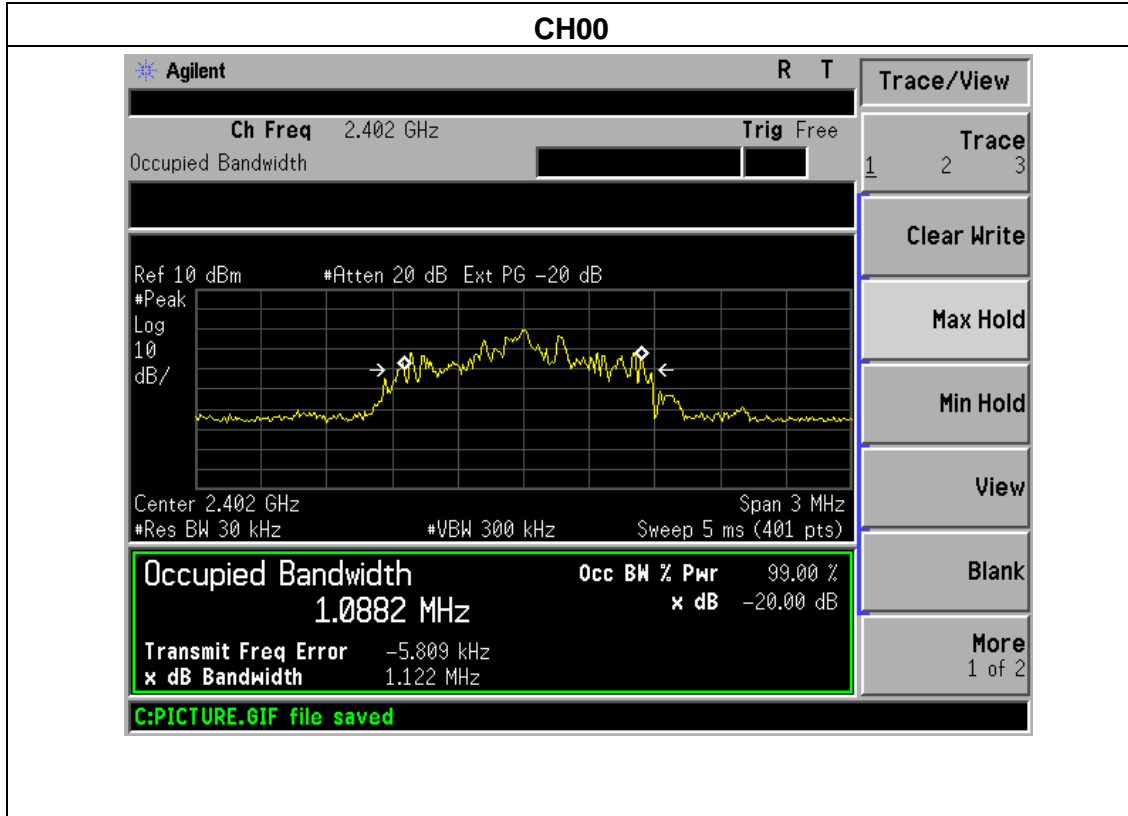 CH00
Agilent R T Trace/View
Ch Freq 2.402 GHz Trig Free
Occupied Bandwidth
Trace
1 2 3
Clear Write
Ref 10 dBm #Atten 20 dB Ext PG -20 dB
#Peak
Log
10
dB/
Max Hold
Min Hold
View
Center 2.402 GHz Span 3 MHz
#Res BW 30 kHz #VBW 300 kHz Sweep 5 ms (401 pts)
Occupied Bandwidth Occ BW % Pwr 99.00 %
1.0882 MHz x dB -20.00 dB
Blank
Transmit Freq Error -5.809 kHz
x dB Bandwidth 1.122 MHz
More
1 of 2
C:PICTURE.GIF file saved